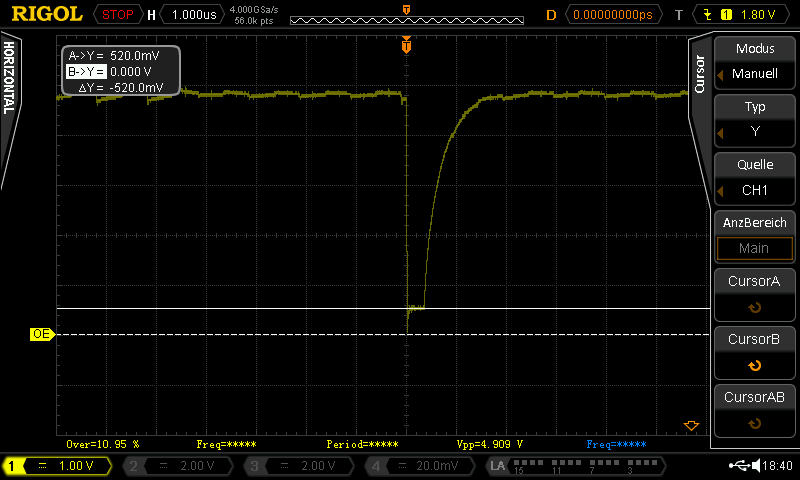 RIGOL STOP H 1.000us 4.000GSa/s 56.0k pts D 0.00000000ps T 1 1.80 V
HORIZONTAL
A->Y = 520.0mV
B->Y = 0.000 V
ΔY = -520.0mV
T
OE
Cursor
Modus
Manuell
Typ
Y
Quelle
CH1
AnzBereich
Main
CursorA
CursorB
CursorAB
Over=10.95 % Freq=***** Period=***** Vpp=4.909 V Freq=*****
1 1.00 V 2 2.00 V 3 2.00 V 4 20.0mV LA 15 11 7 3 18:40